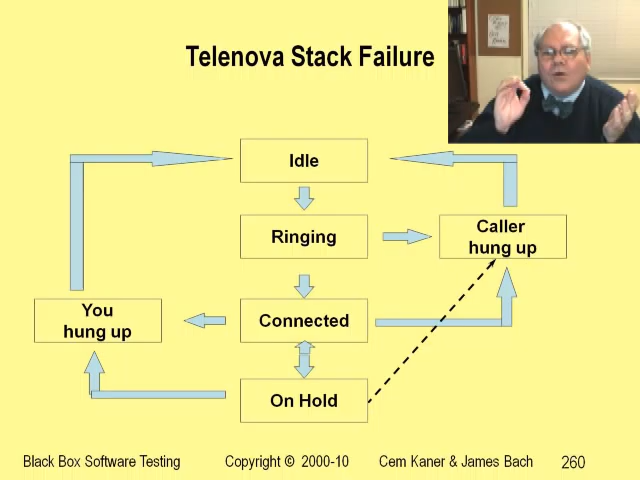 Telenova Stack Failure
Idle
Ringing
Caller
hung up
You
hung up
Connected
On Hold
Black Box Software Testing
Copyright © 2000-10
Cem Kaner & James Bach
260